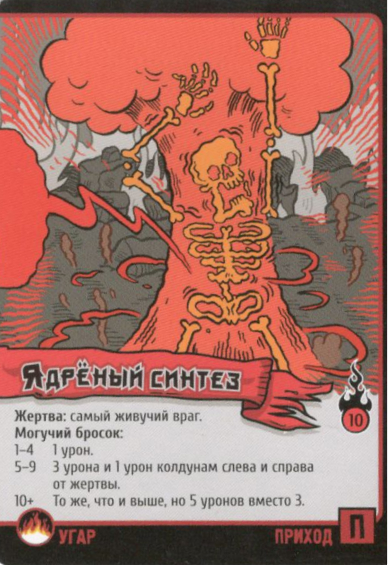 Ядрёный синтез
10
Жертва: самый живучий враг.
Могучий бросок:
1–4 1 урон.
5–9 3 урона и 1 урон колдунам слева и справа
от жертвы.
10+ То же, что и выше, но 5 уронов вместо 3.
УГАР ПРИХОД П